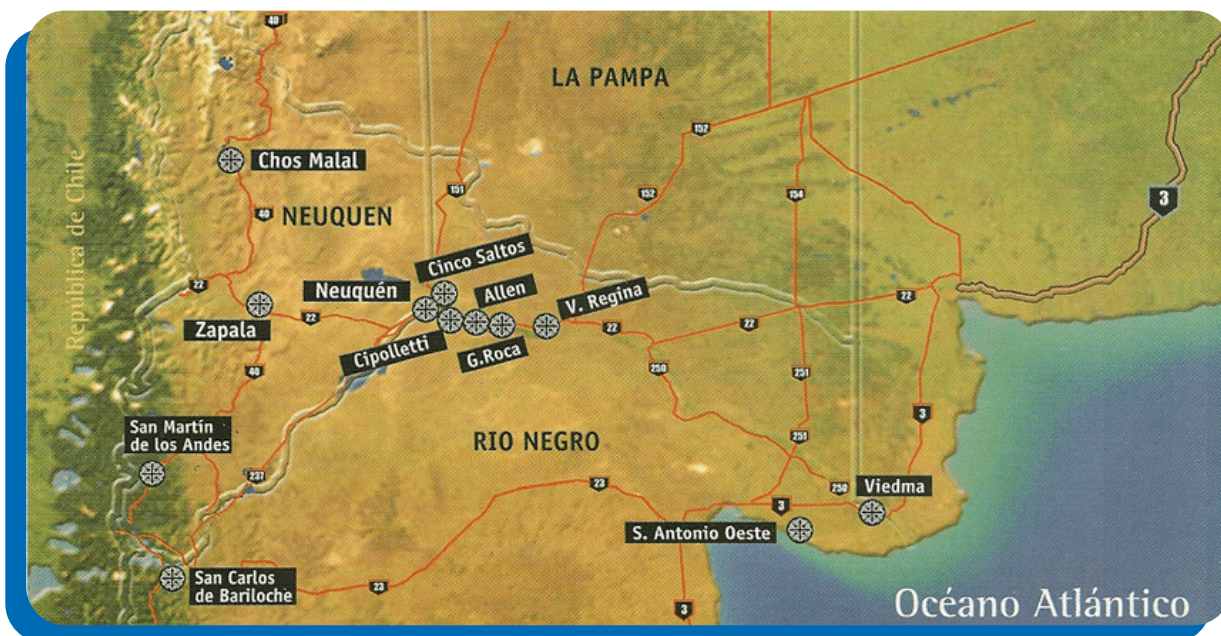 40
LA PAMPA
152
Chos Malal
Republica de Chile
151
152
154
3
40
NEUQUEN
Cinco Saltos
22
Neuquén
Allen
V. Regina
22
Zapala
22
Cipolletti
G.Roca
22
22
250
251
40
San Martín
de los Andes
3
RIO NEGRO
251
237
23
250
Viedma
3
S. Antonio Oeste
San Carlos
de Bariloche
23
3
Océano Atlántico